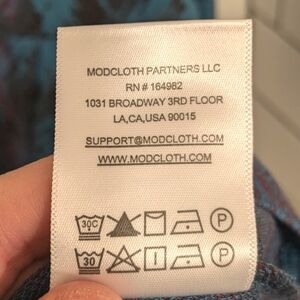 MODCLOTH PARTNERS LLC
RN # 164982
1031 BROADWAY 3RD FLOOR
LA,CA,USA 90015
SUPPORT@MODCLOTH.COM
WWW.MODCLOTH.COM
30C P
30 P